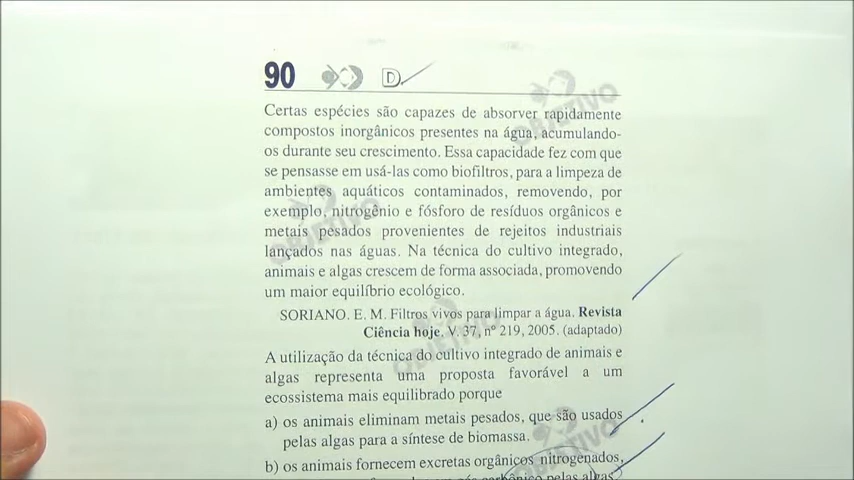 90 D
Certas espécies são capazes de absorver rapidamente
compostos inorgânicos presentes na água, acumulando-
os durante seu crescimento. Essa capacidade fez com que
se pensasse em usá-las como biofiltros, para a limpeza de
ambientes aquáticos contaminados, removendo, por
exemplo, nitrogênio e fósforo de resíduos orgânicos e
metais pesados provenientes de rejeitos industriais
lançados nas águas. Na técnica do cultivo integrado,
animais e algas crescem de forma associada, promovendo
um maior equilíbrio ecológico.
SORIANO. E. M. Filtros vivos para limpar a água. Revista
Ciência hoje. V. 37, nº 219, 2005. (adaptado)
A utilização da técnica do cultivo integrado de animais e
algas representa uma proposta favorável a um
ecossistema mais equilibrado porque
a) os animais eliminam metais pesados, que são usados
pelas algas para a síntese de biomassa.
b) os animais fornecem excretas orgânicos nitrogenados,
pelas algas
OBJETIVO
OBJETIVO
OBJETIVO
OBJETIVO